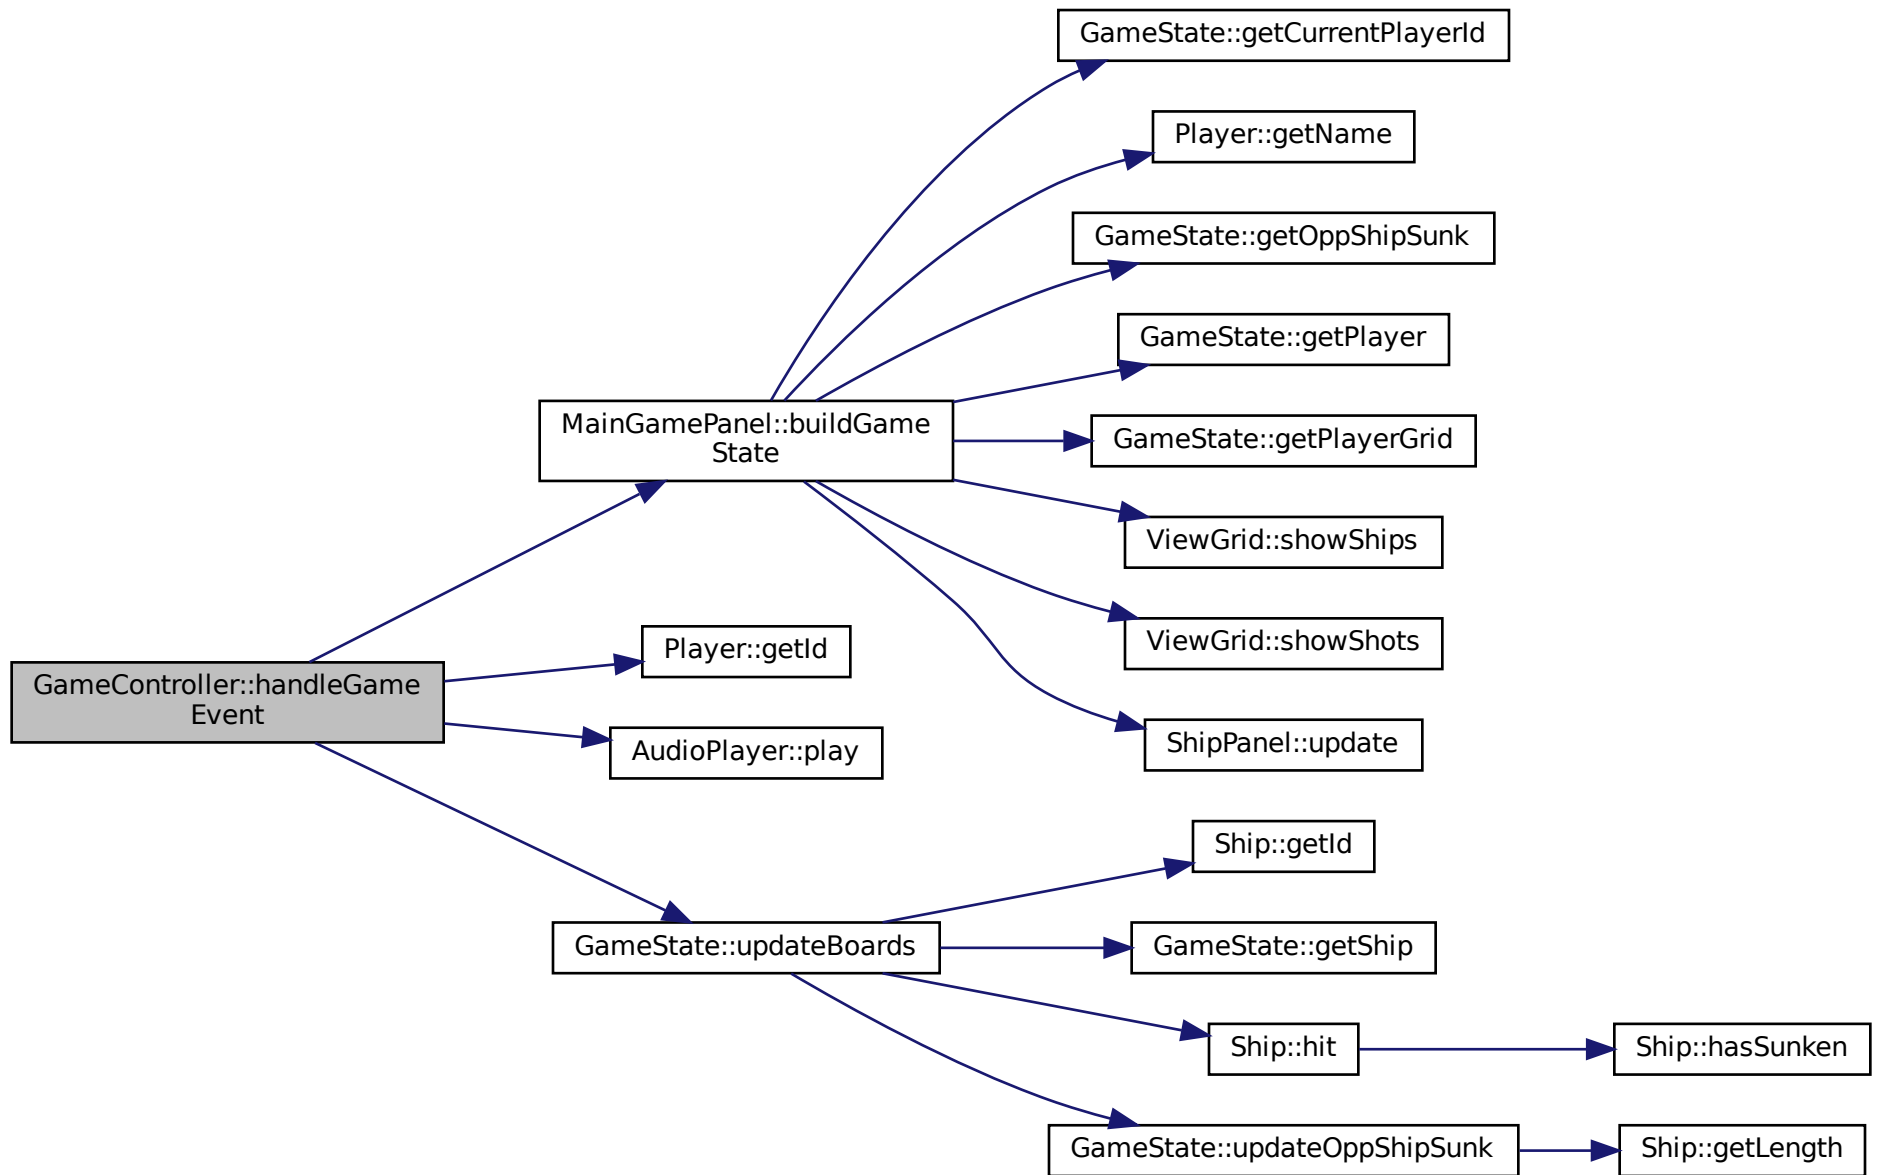 GameState::getCurrentPlayerId
Player::getName
GameState::getOppShipSunk
GameState::getPlayer
MainGamePanel::buildGame
State
GameState::getPlayerGrid
ViewGrid::showShips
ViewGrid::showShots
Player::getId
GameController::handleGame
Event
AudioPlayer::play
ShipPanel::update
Ship::getId
GameState::updateBoards
GameState::getShip
Ship::hit
Ship::hasSunken
GameState::updateOppShipSunk
Ship::getLength